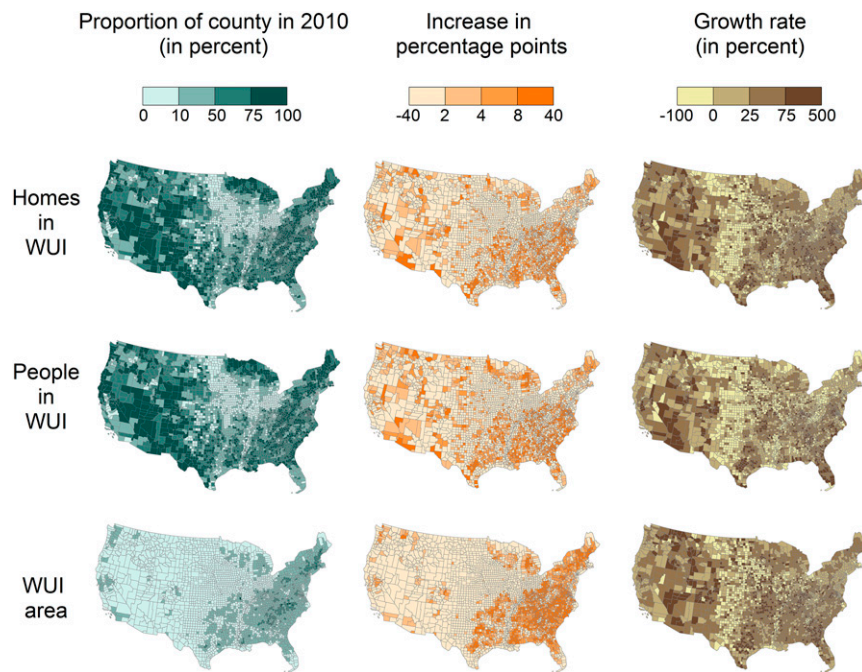 Proportion of county in 2010
(in percent)
Increase in
percentage points
Growth rate
(in percent)
0 10 50 75 100
-40 2 4 8 40
-100 0 25 75 500
Homes
in
WUI
People
in
WUI
WUI
area